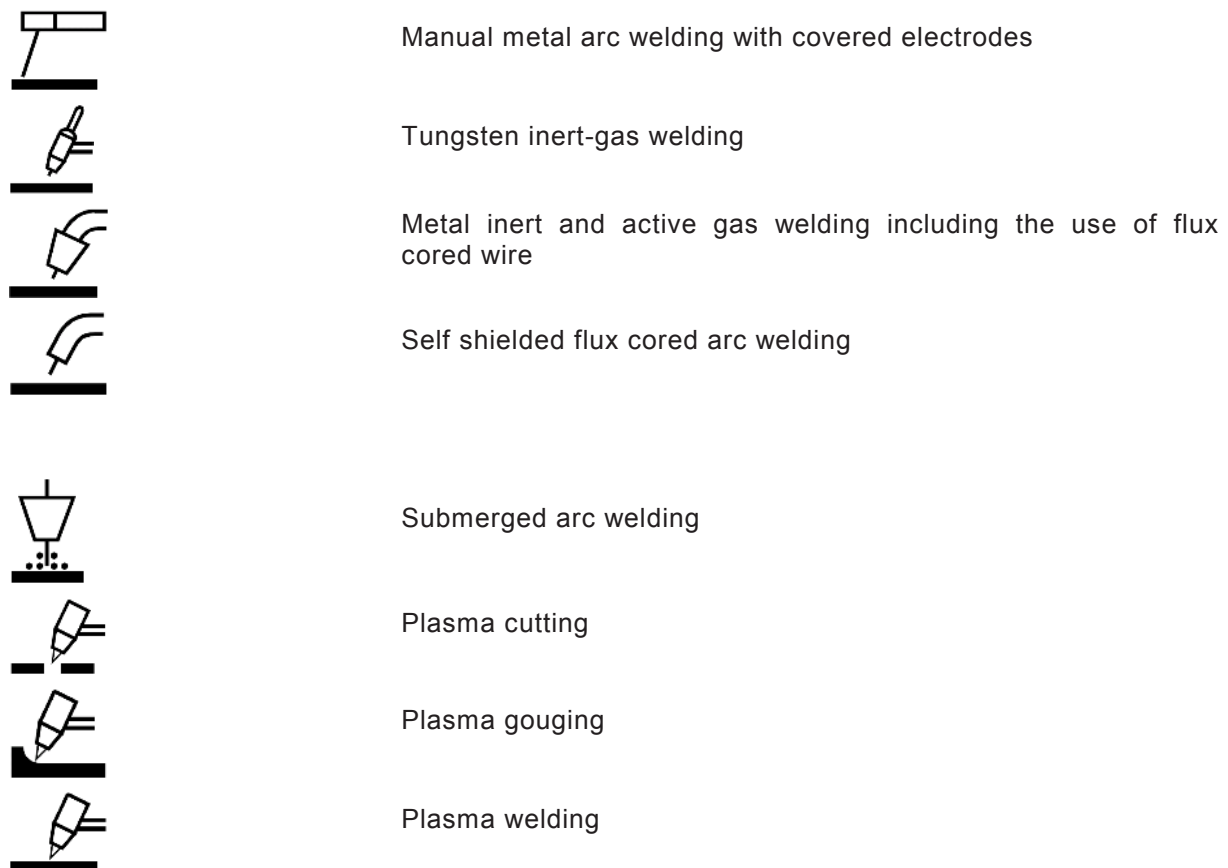 Manual metal arc welding with covered electrodes
Tungsten inert-gas welding
Metal inert and active gas welding including the use of flux
cored wire
Self shielded flux cored arc welding
Submerged arc welding
Plasma cutting
Plasma gouging
Plasma welding